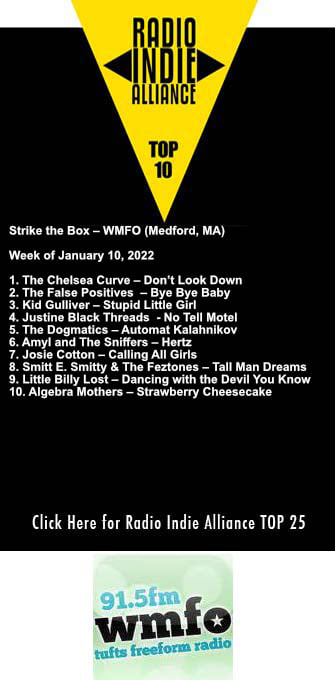 RADIO
INDIE
ALLIANCE
TOP
10
Strike the Box – WMFO (Medford, MA)
Week of January 10, 2022
1. The Chelsea Curve – Don't Look Down
2. The False Positives – Bye Bye Baby
3. Kid Gulliver – Stupid Little Girl
4. Justine Black Threads - No Tell Motel
5. The Dogmatics – Automat Kalahnikov
6. Amyl and The Sniffers – Hertz
7. Josie Cotton – Calling All Girls
8. Smitt E. Smitty & The Feztones – Tall Man Dreams
9. Little Billy Lost – Dancing with the Devil You Know
10. Algebra Mothers – Strawberry Cheesecake
Click Here for Radio Indie Alliance TOP 25
91.5fm
wmfo
tufts freeform radio